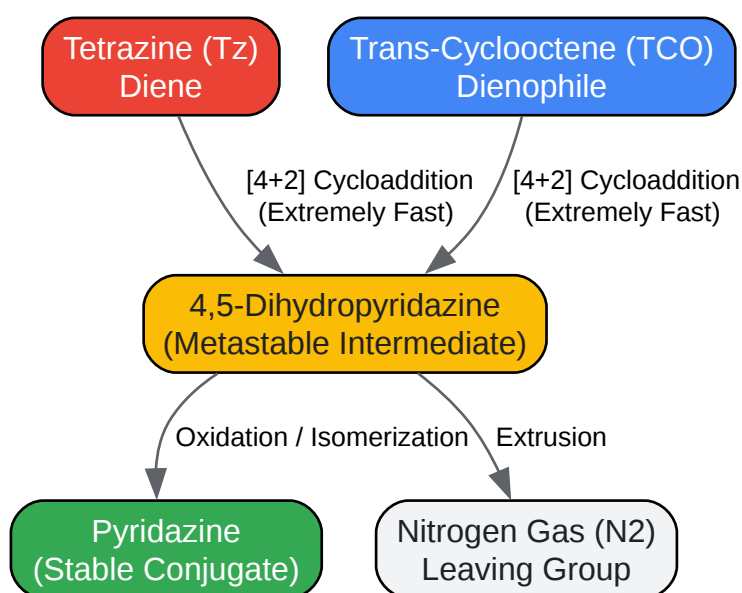 Tetrazine (Tz)
Diene
Trans-Cyclooctene (TCO)
Dienophile
[4+2] Cycloaddition
(Extremely Fast)
[4+2] Cycloaddition
(Extremely Fast)
4,5-Dihydropyridazine
(Metastable Intermediate)
Oxidation / Isomerization
Extrusion
Pyridazine
(Stable Conjugate)
Nitrogen Gas (N2)
Leaving Group